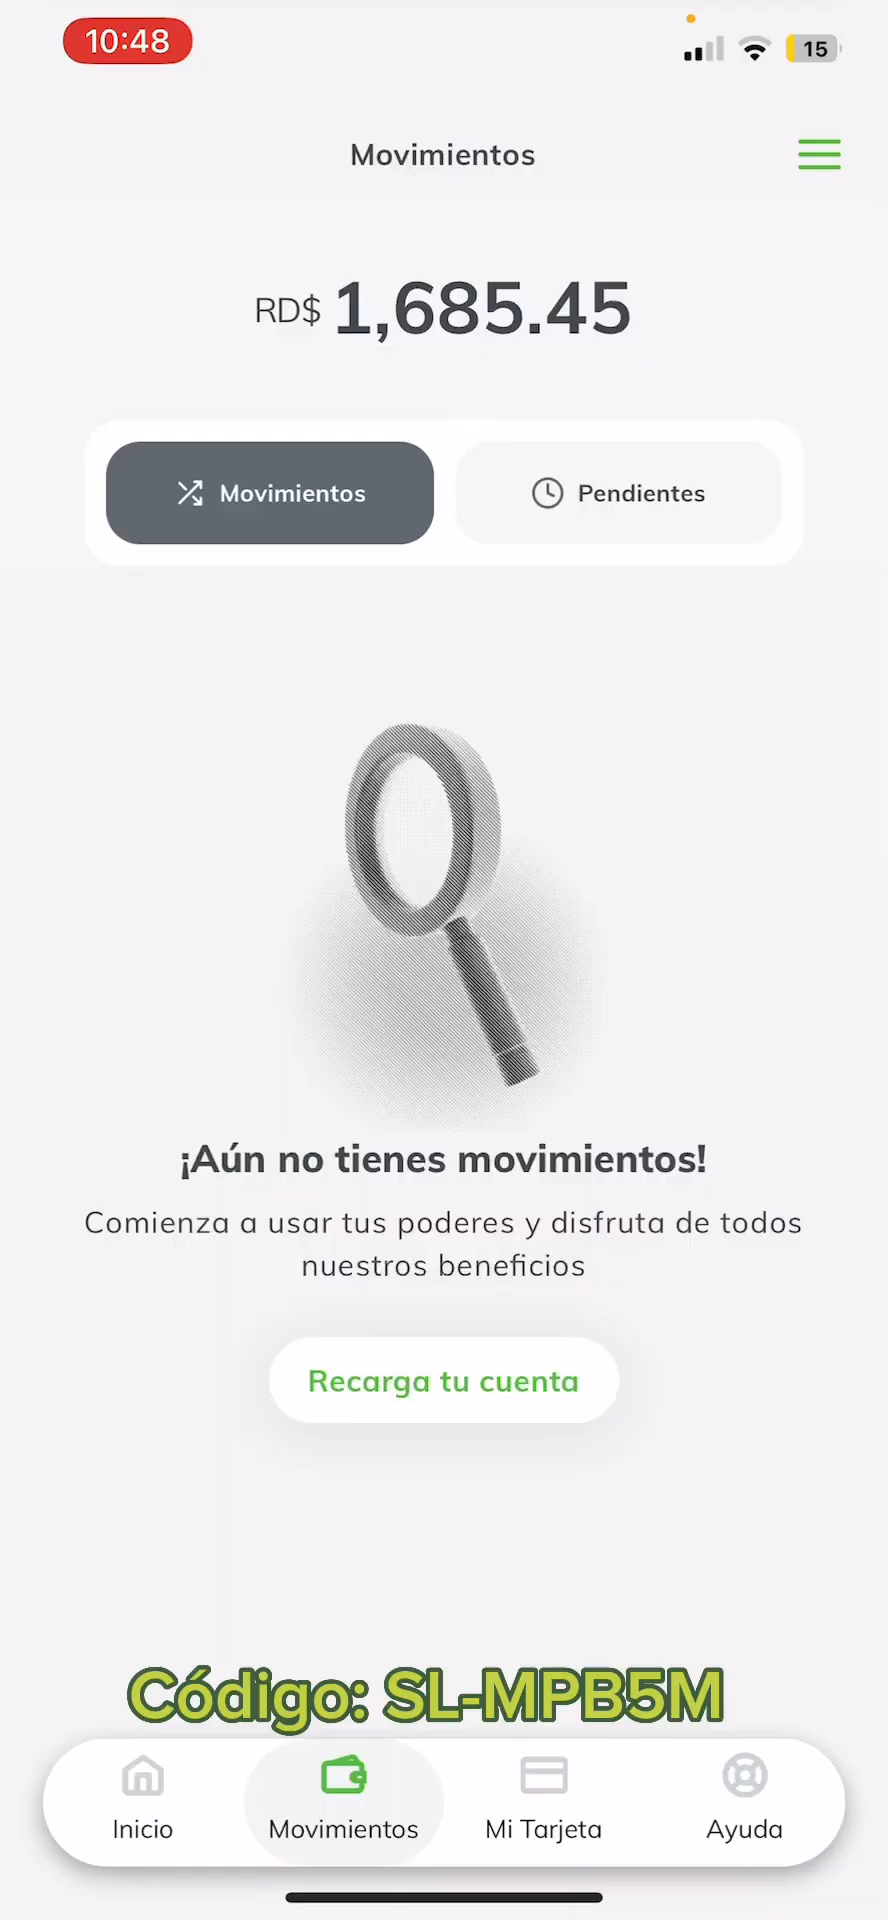 10:48
15
Movimientos
RD$ 1,685.45
Movimientos
Pendientes
¡Aún no tienes movimientos!
Comienza a usar tus poderes y disfruta de todos
nuestros beneficios
Recarga tu cuenta
Código: SL-MPB5M
Inicio
Movimientos
Mi Tarjeta
Ayuda